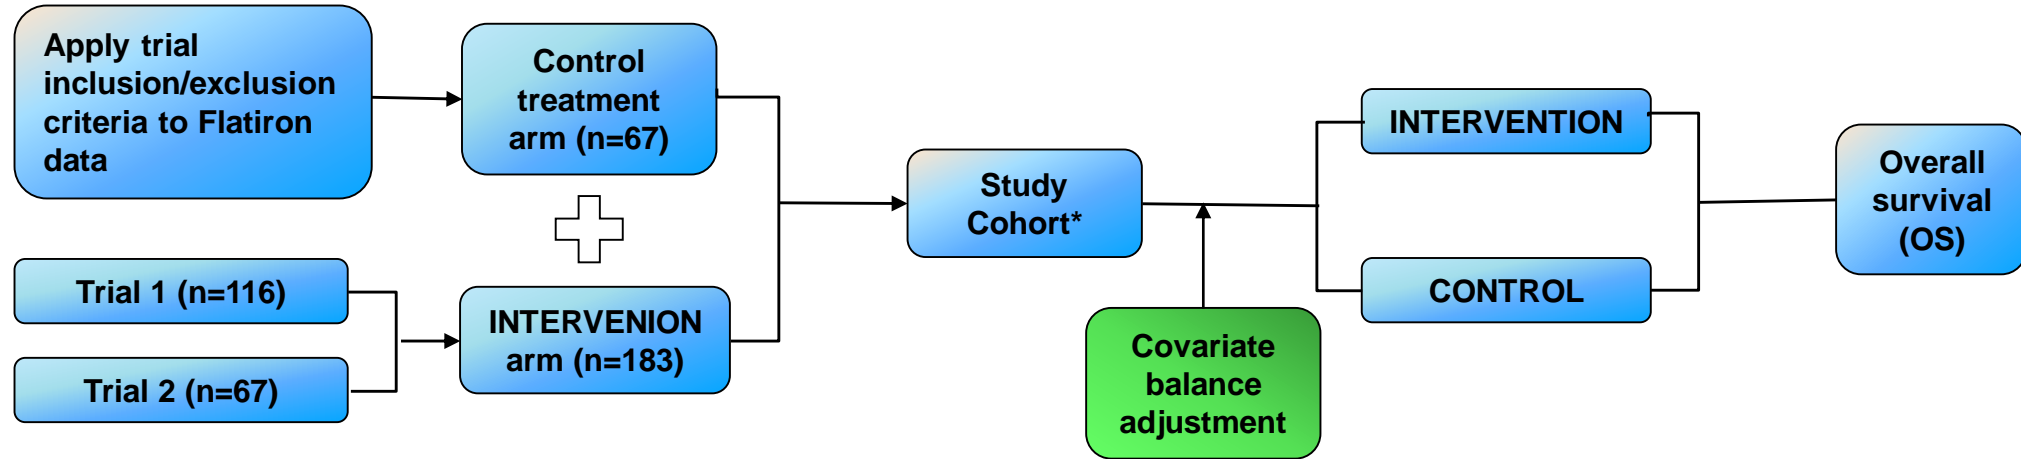 Apply trial
inclusion/exclusion
criteria to Flatiron
data
Control
treatment
arm (n=67)
Trial 1 (n=116)
Trial 2 (n=67)
INTERVENION
arm (n=183)
Study
Cohort*
Covariate
balance
adjustment
INTERVENTION
CONTROL
Overall
survival
(OS)